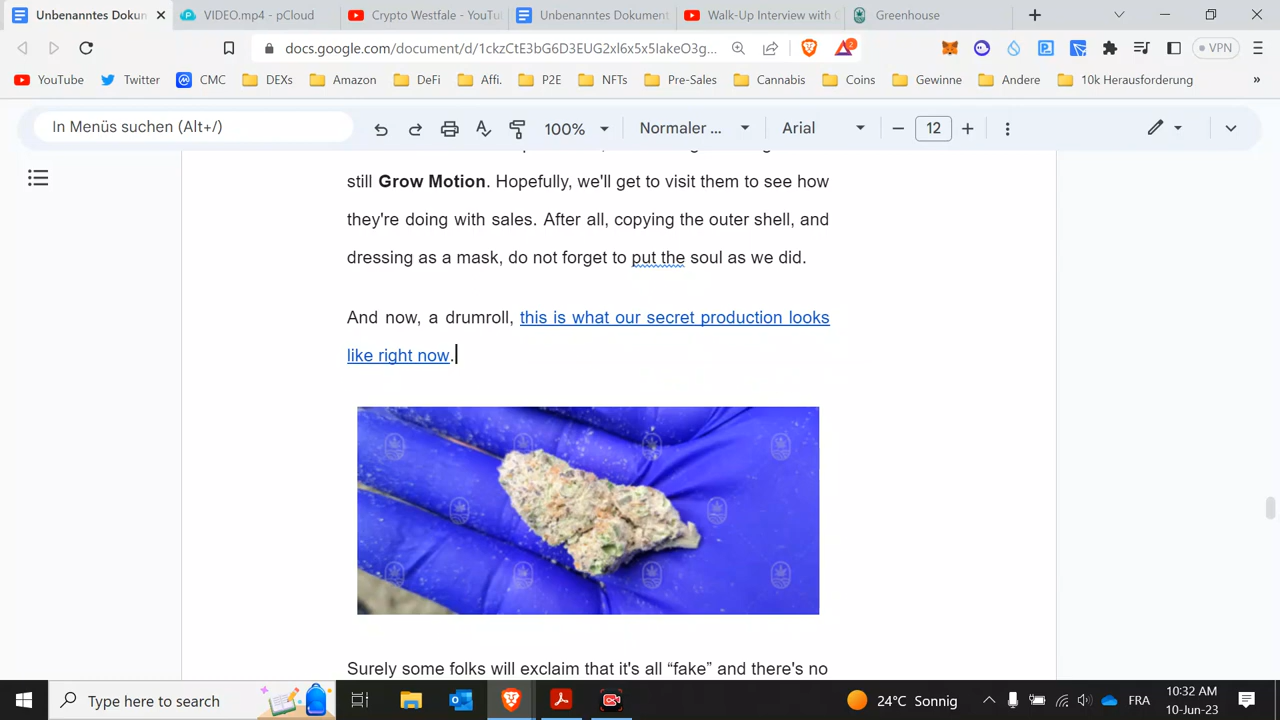 Unbenanntes Dokun
VIDEO.mp4 - pCloud
Crypto Westfale - YouTu
Unbenanntes Dokument
Walk-Up Interview with C
Greenhouse
docs.google.com/document/d/1ckzCtE3bG6D3EUG2xl6x5x5lakeO3g...
2
VPN
YouTube
Twitter
CMC
DEXs
Amazon
DeFi
Affi.
P2E
NFTs
Pre-Sales
Cannabis
Coins
Gewinne
Andere
10k Herausforderung
»
In Menüs suchen (Alt+/)
100%
Normaler ...
Arial
12
still Grow Motion. Hopefully, we'll get to visit them to see how
they're doing with sales. After all, copying the outer shell, and
dressing as a mask, do not forget to put the soul as we did.
And now, a drumroll, this is what our secret production looks
like right now.
Surely some folks will exclaim that it's all “fake” and there's no
Type here to search
24°C Sonnig
FRA
10:32 AM
10-Jun-23